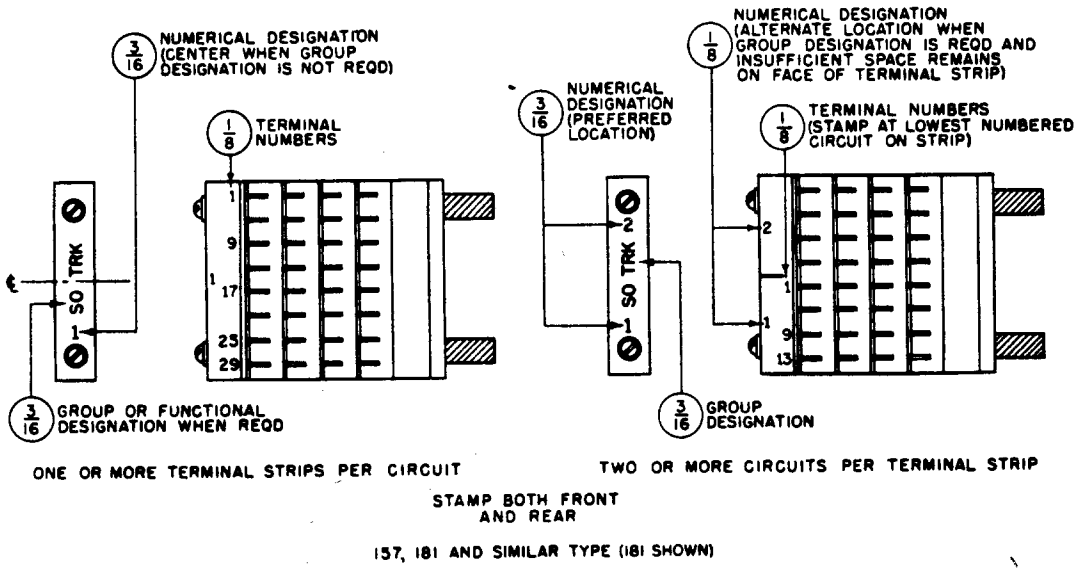 3/16
NUMERICAL DESIGNATION
(CENTER WHEN GROUP
DESIGNATION IS NOT REQD)
1/8
TERMINAL
NUMBERS
SO TRK
1
1
9
1
17
23
29
℄
3/16
GROUP OR FUNCTIONAL
DESIGNATION WHEN REQD
ONE OR MORE TERMINAL STRIPS PER CIRCUIT
3/16
NUMERICAL
DESIGNATION
(PREFERRED
LOCATION)
1/8
NUMERICAL DESIGNATION
(ALTERNATE LOCATION WHEN
GROUP DESIGNATION IS REQD AND
INSUFFICIENT SPACE REMAINS
ON FACE OF TERMINAL STRIP)
1/8
TERMINAL NUMBERS
(STAMP AT LOWEST NUMBERED
CIRCUIT ON STRIP)
2
SO TRK
1
2
1
1
9
13
3/16
GROUP
DESIGNATION
TWO OR MORE CIRCUITS PER TERMINAL STRIP
STAMP BOTH FRONT
AND REAR
157, 181 AND SIMILAR TYPE (181 SHOWN)